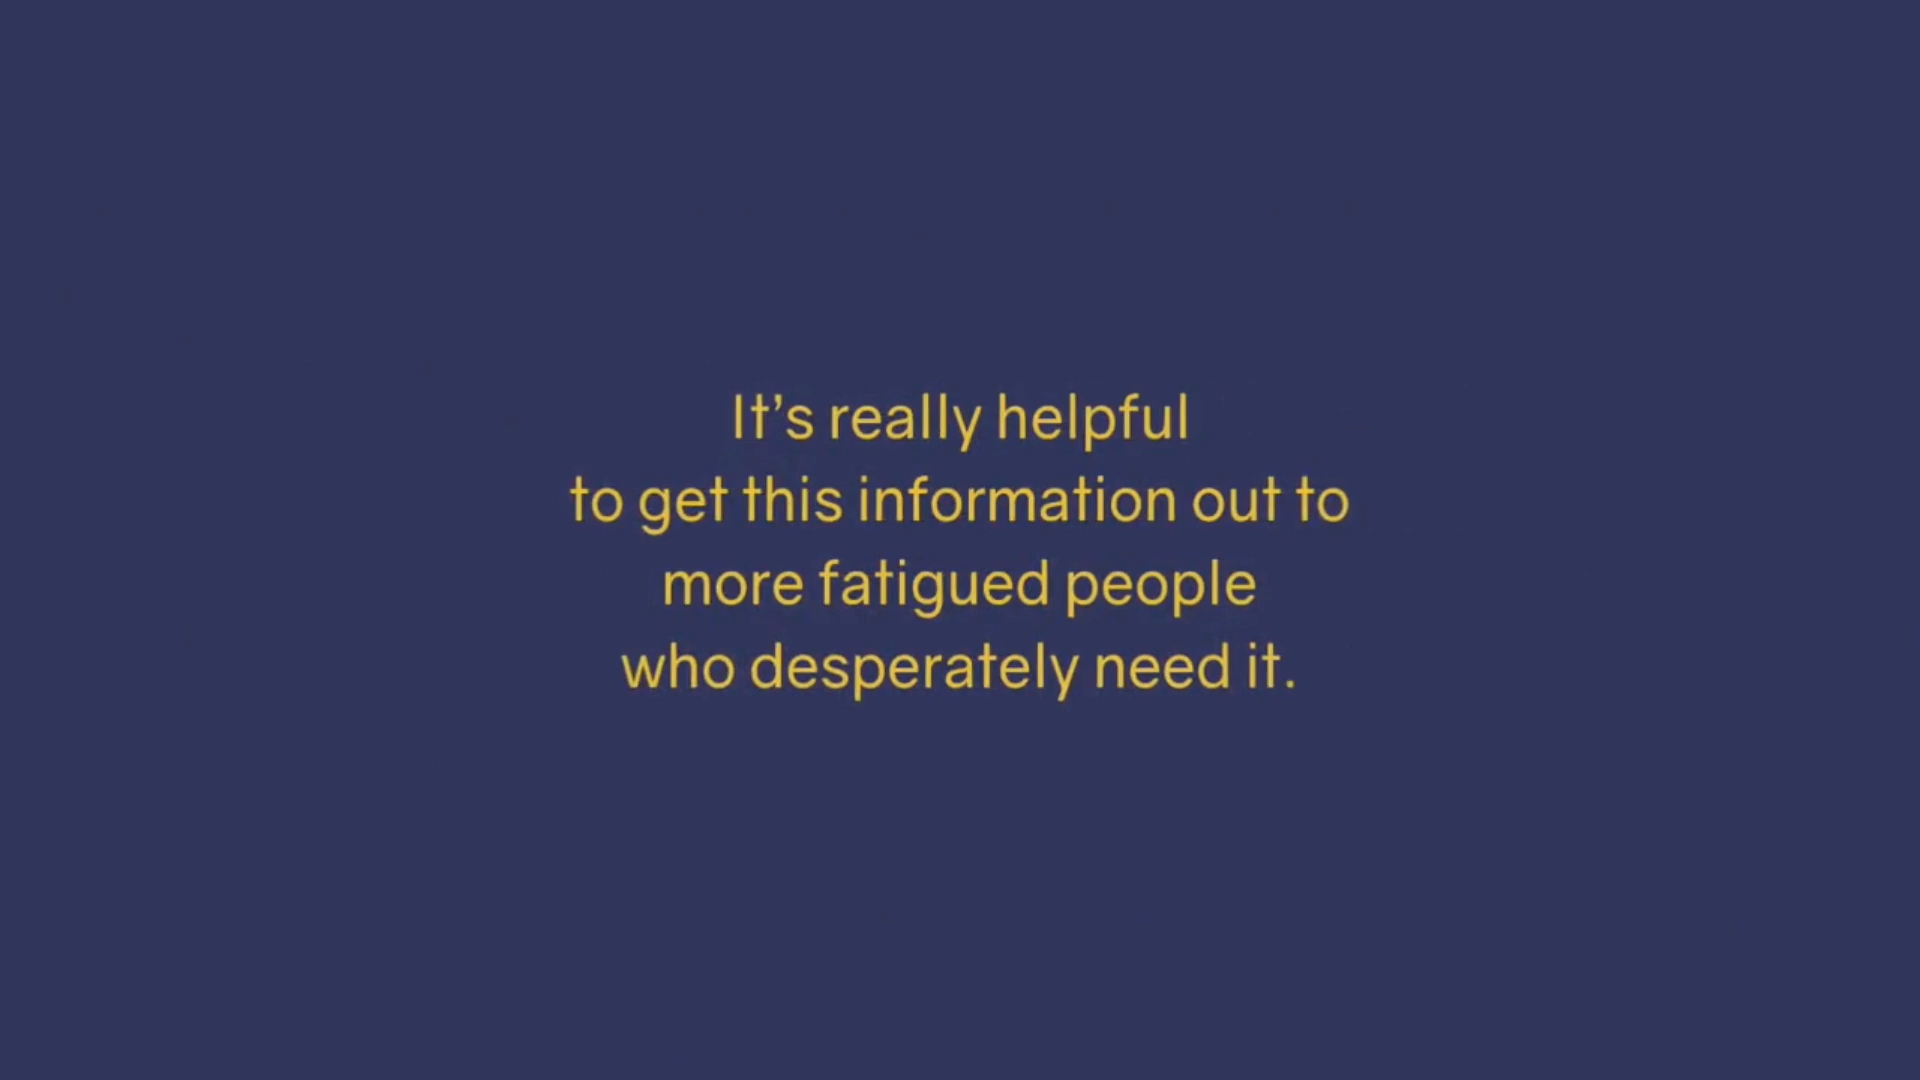 It’s really helpful
to get this information out to
more fatigued people
who desperately need it.